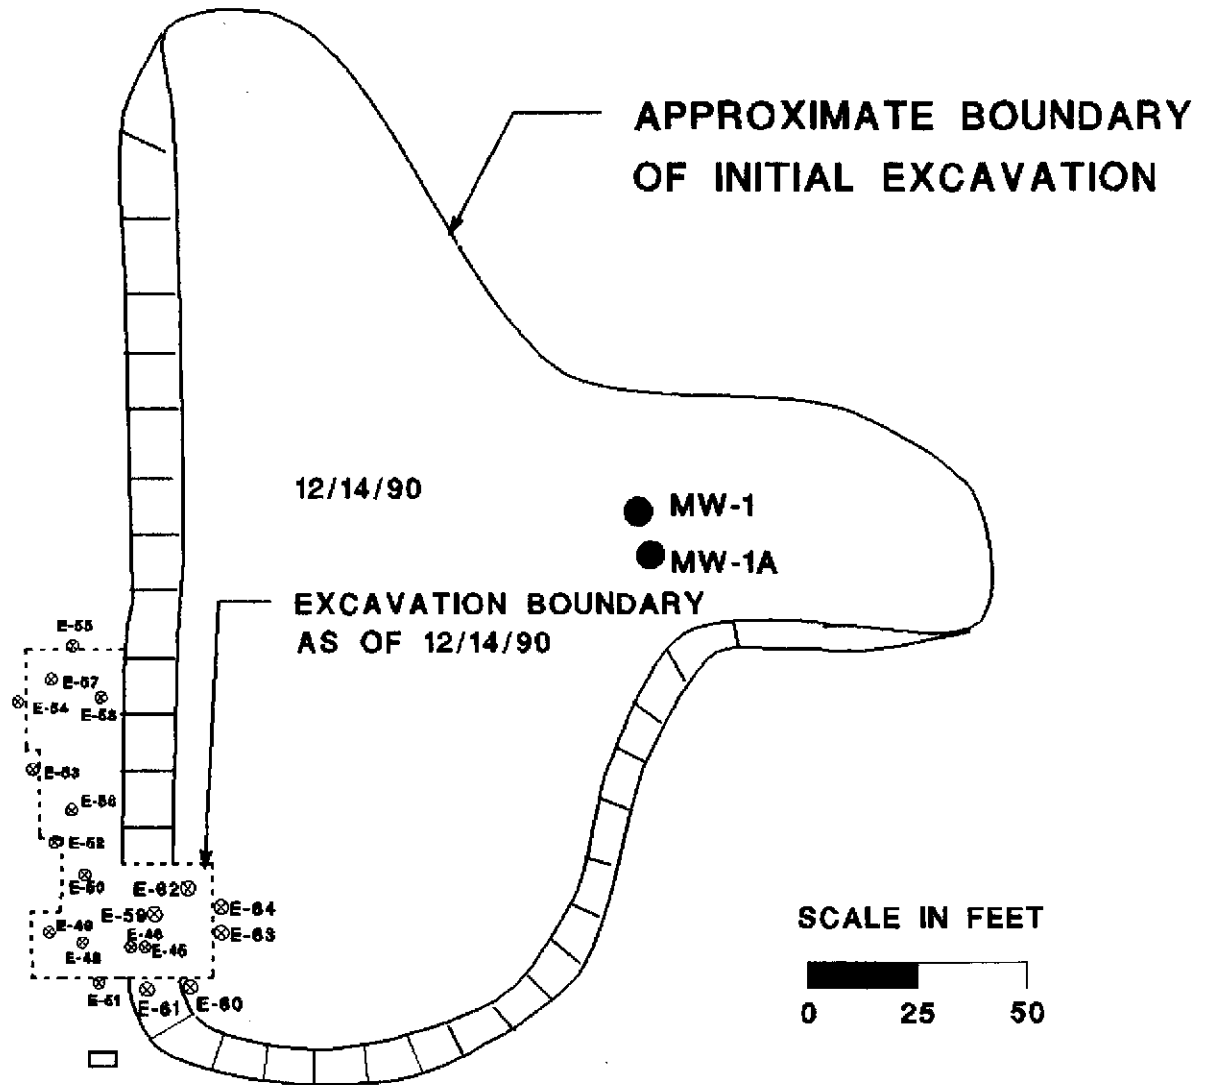 APPROXIMATE BOUNDARY
OF INITIAL EXCAVATION
12/14/90
MW-1
MW-1A
EXCAVATION BOUNDARY
AS OF 12/14/90
E-55
E-57
E-54
E-58
E-53
E-56
E-52
E-50
E-62
E-59
E-64
E-49
E-46
E-63
E-48
E-45
E-51
E-61
E-60
SCALE IN FEET
0 25 50